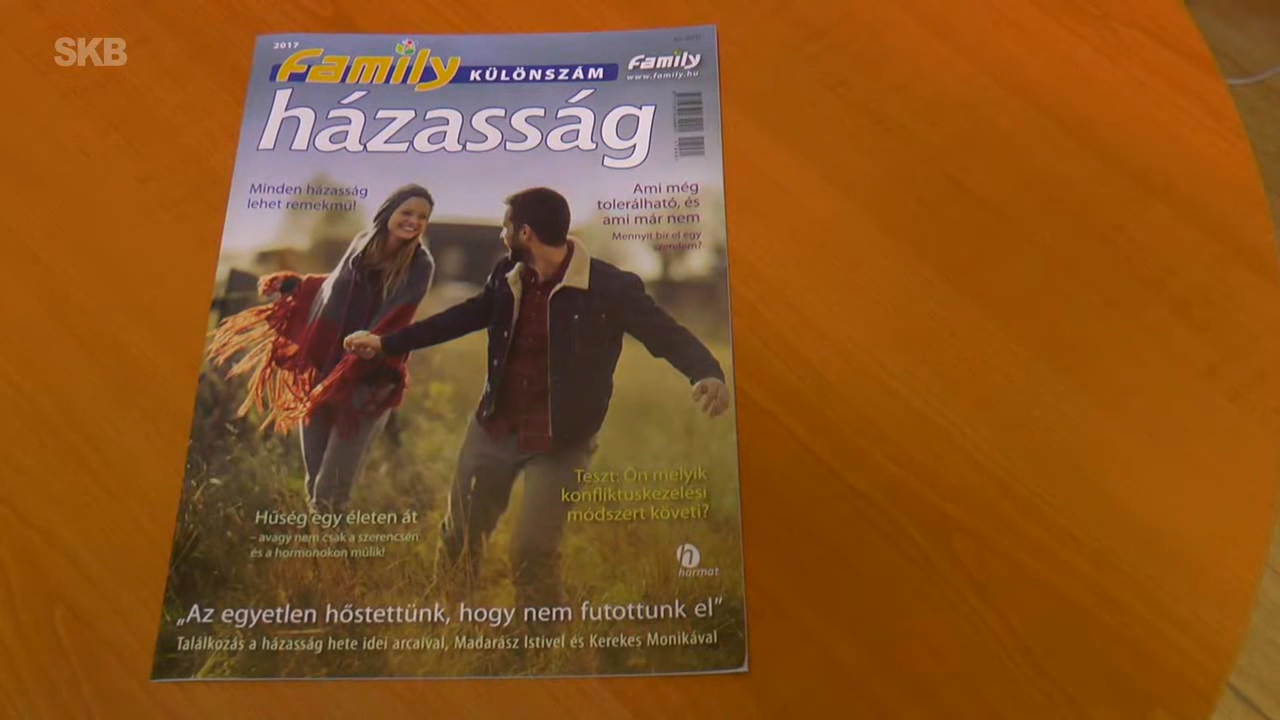 SKB
2017
Family KÜLÖNSZÁM
family
www.family.hu
házasság
Minden házasság
lehet remekmű!
Ami még
tolerálható, és
ami már nem
Mennyit bír el egy
szerelem?
Teszt: Ön melyik
konfliktuskezelési
módszert követi?
Hűség egy életen át
– avagy nem csak a szerencsén
és a hormonokon múlik!
harmat
„Az egyetlen hőstettünk, hogy nem futottunk el”
Találkozás a házasság hete idei arcaival, Madarász Istivel és Kerekes Monikával